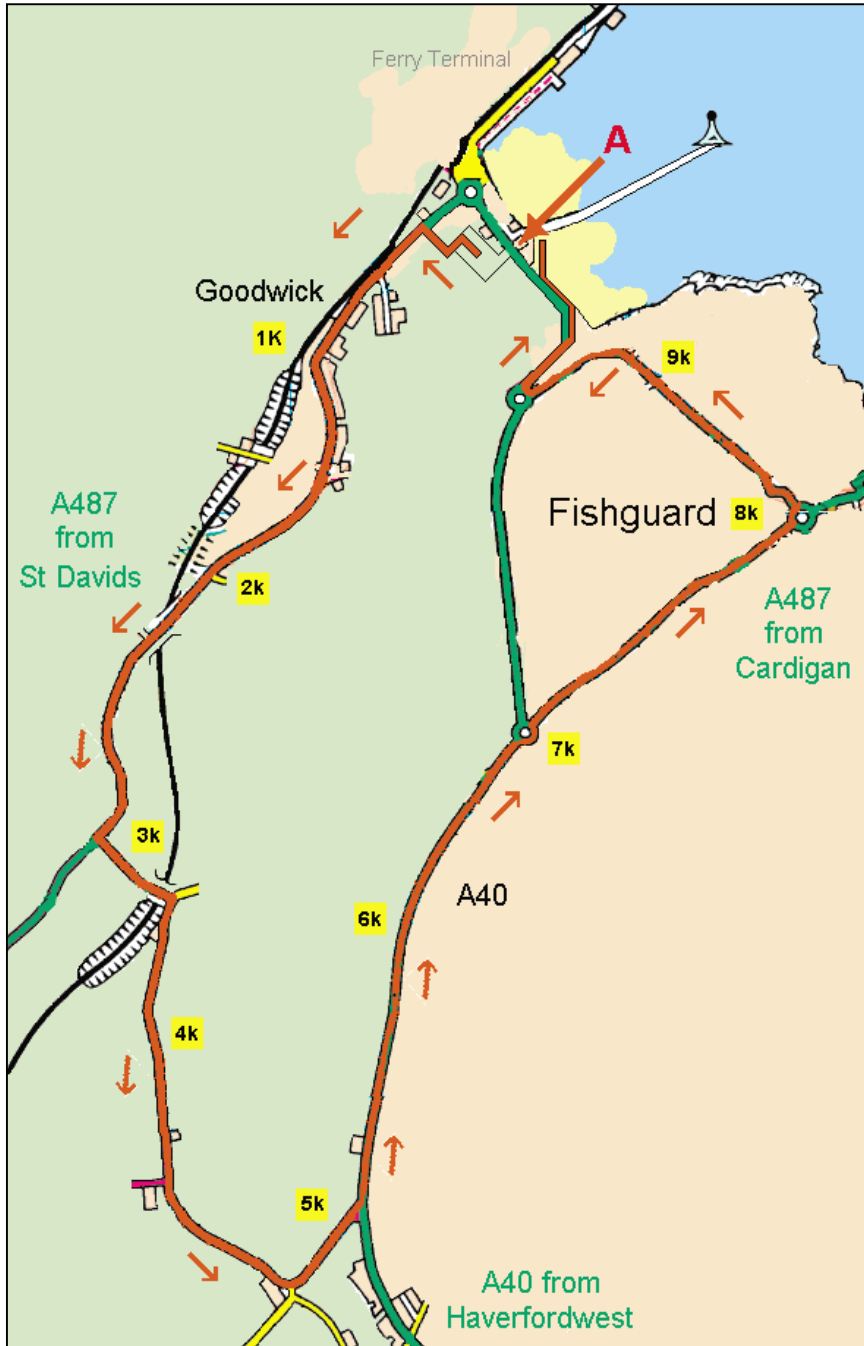 Ferry Terminal
A
Goodwick
1K
9k
A487
from
St Davids
Fishguard
8k
2k
A487
from
Cardigan
7k
3k
A40
6k
4k
5k
A40 from
Haverfordwest